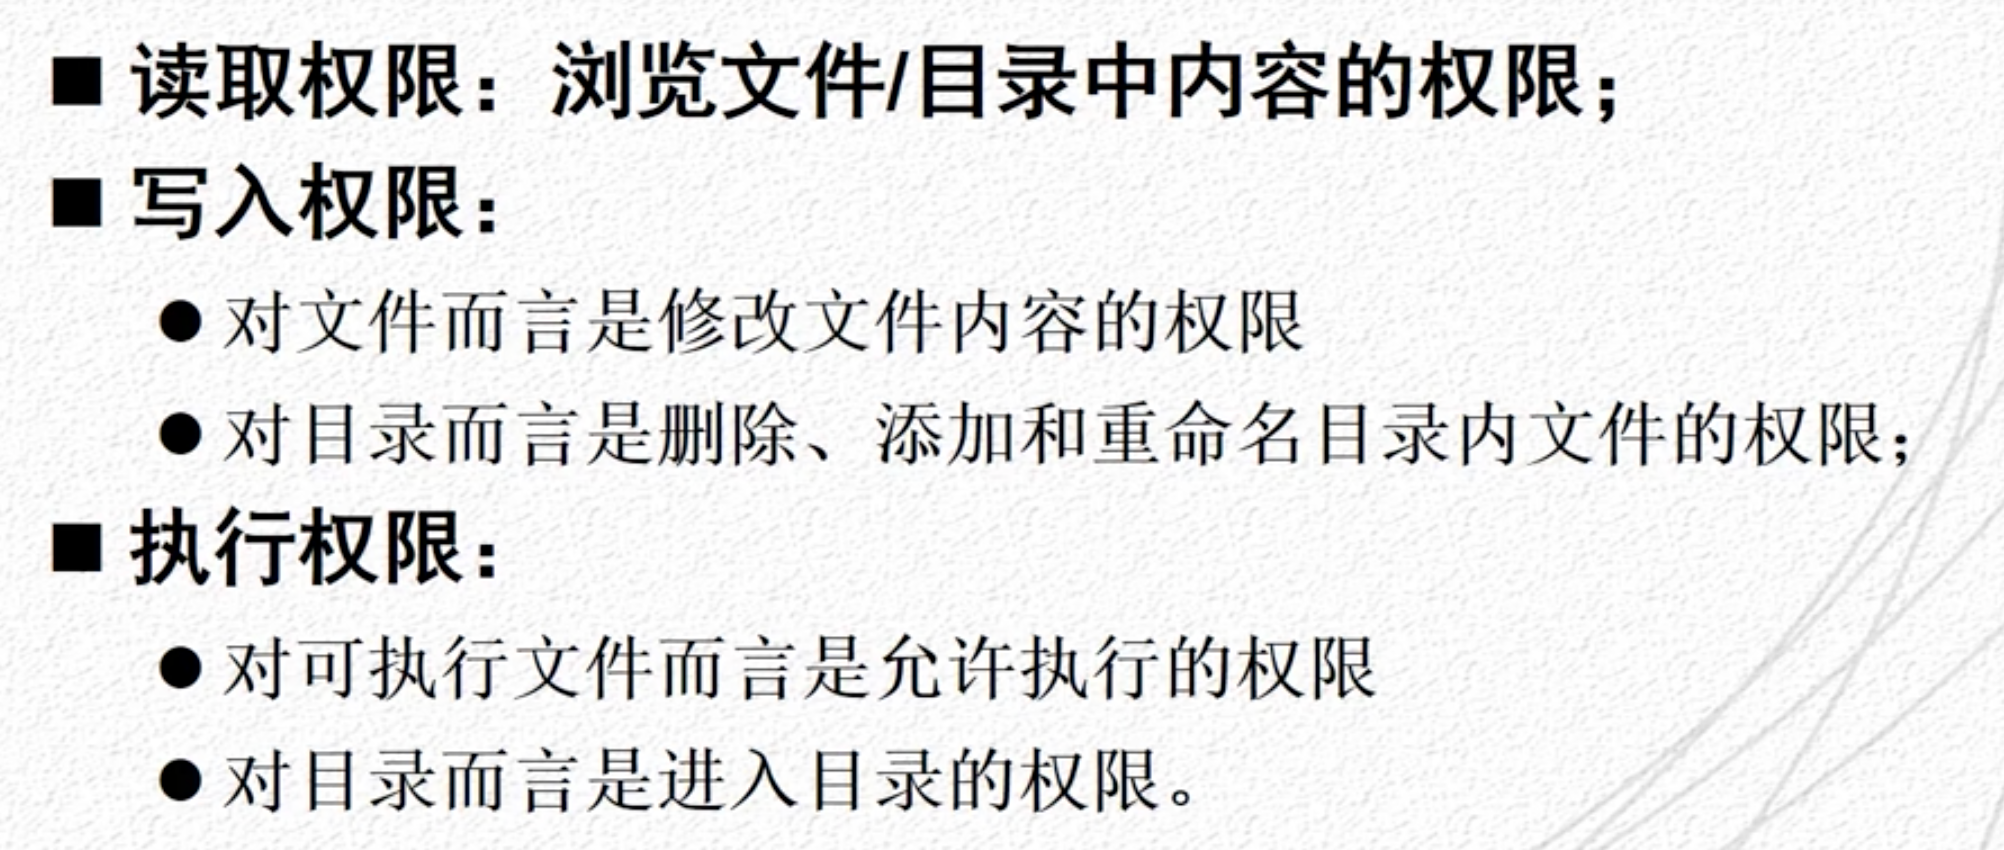 ■ 读取权限：浏览文件/目录中内容的权限；
■ 写入权限：
● 对文件而言是修改文件内容的权限
● 对目录而言是删除、添加和重命名目录内文件的权限；
■ 执行权限：
● 对可执行文件而言是允许执行的权限
● 对目录而言是进入目录的权限。